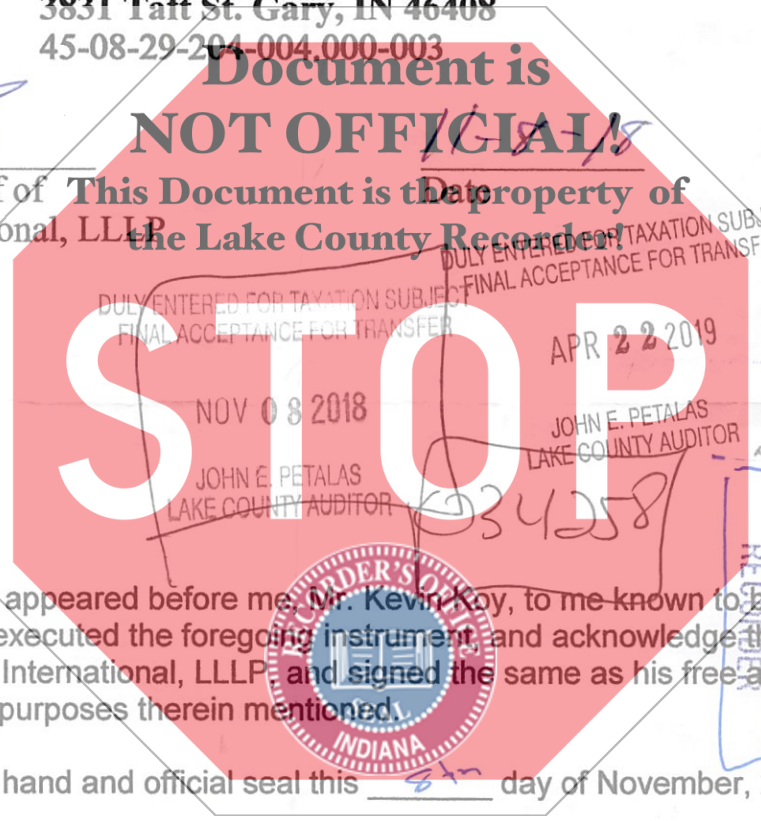 3831 Taft St. Gary, IN 46408
45-08-29-204-004.000-003
Document is
NOT OFFICIAL!
11-8-18
Date
This Document is the property of
the Lake County Recorder!
of
onal, LLLP
DULY ENTERED FOR TAXATION SUBJECT
FINAL ACCEPTANCE FOR TRANSFER
NOV 08 2018
JOHN E. PETALAS
LAKE COUNTY AUDITOR
DULY ENTERED FOR TAXATION SUBJ
FINAL ACCEPTANCE FOR TRANSF
APR 22 2019
JOHN E. PETALAS
LAKE COUNTY AUDITOR
034258
STOP
RECORDER'S OFFICE
SEAL
INDIANA
RECORDER
appeared before me, Mr. Kevin Roy, to me known to b
executed the foregoing instrument, and acknowledge th
International, LLLP, and signed the same as his free a
purposes therein mentioned.
hand and official seal this 8th day of November,